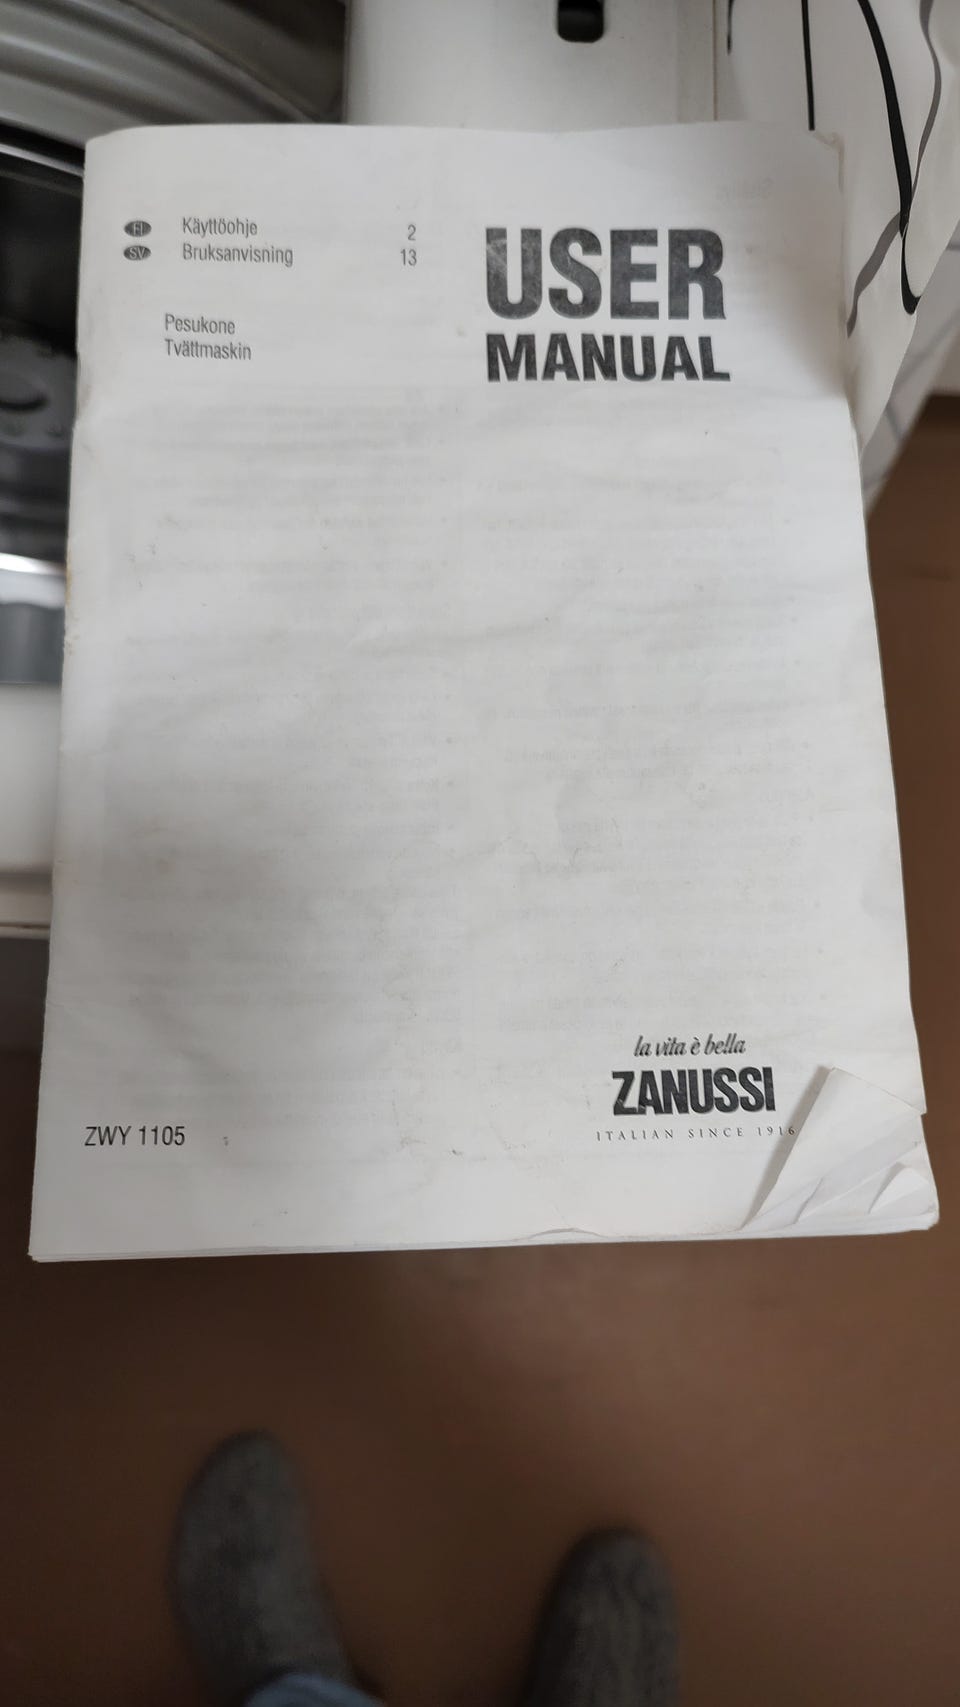 FI Käyttöohje 2
SV Bruksanvisning 13
Pesukone
Tvättmaskin
USER
MANUAL
la vita è bella
ZANUSSI
ITALIAN SINCE 1916
ZWY 1105